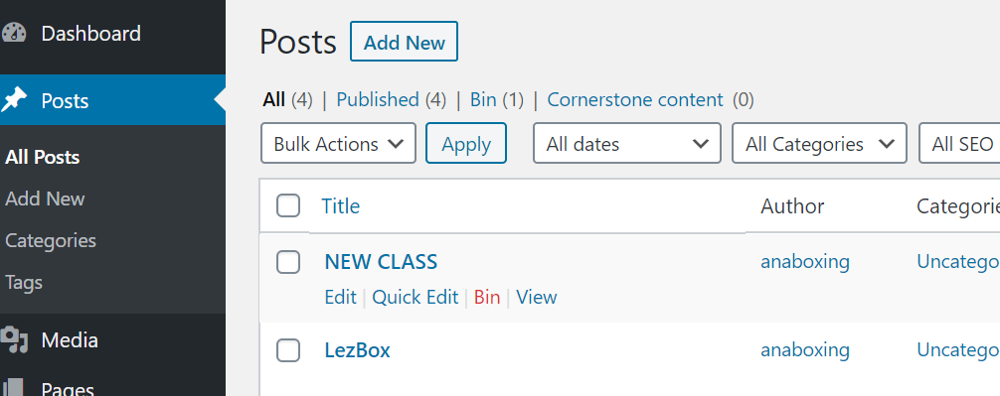 Dashboard
Posts
All Posts
Add New
Categories
Tags
Media
Pages
Posts Add New
All (4) | Published (4) | Bin (1) | Cornerstone content (0)
Bulk Actions Apply All dates All Categories All SEO
Title Author Categorie
NEW CLASS anaboxing Uncatego
Edit | Quick Edit | Bin | View
LezBox anaboxing Uncatego